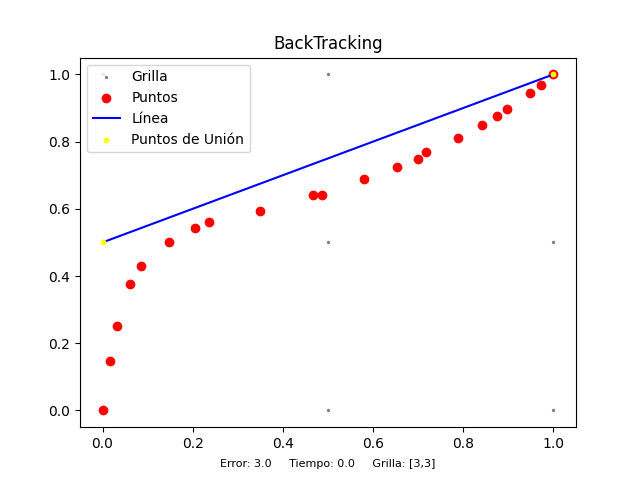 BackTracking
Grilla
Puntos
Línea
Puntos de Unión
1.0
0.8
0.6
0.4
0.2
0.0
0.0 0.2 0.4 0.6 0.8 1.0
Error: 3.0 Tiempo: 0.0 Grilla: [3,3]